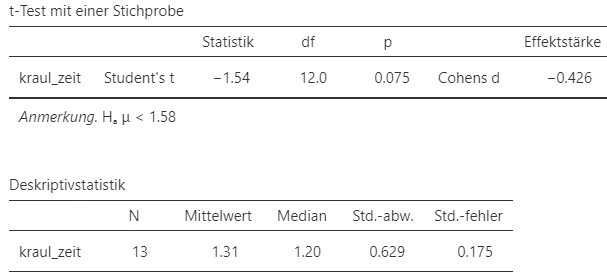 t-Test mit einer Stichprobe
Statistik df p Effektstärke
kraul_zeit Student's t −1.54 12.0 0.075 Cohens d −0.426
Anmerkung. Hₐ μ < 1.58
Deskriptivstatistik
N Mittelwert Median Std.-abw. Std.-fehler
kraul_zeit 13 1.31 1.20 0.629 0.175